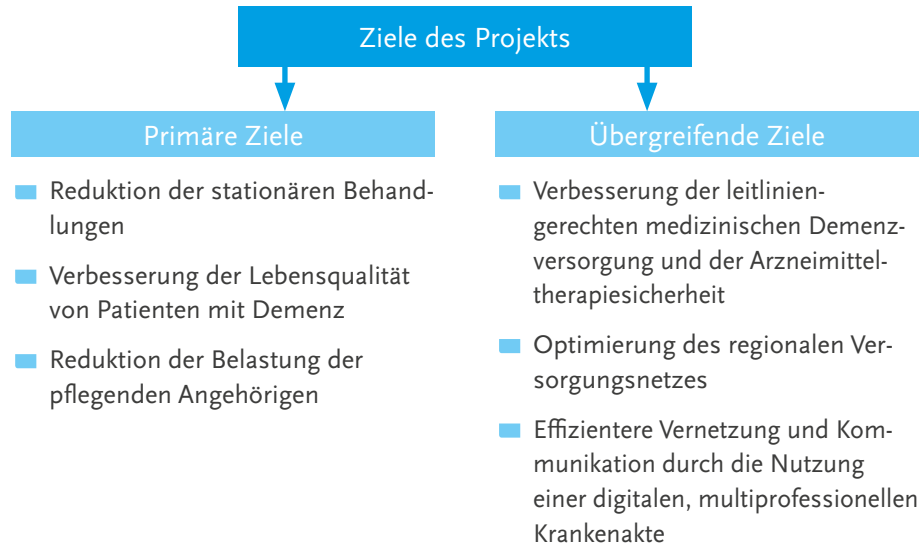 Ziele des Projekts
Primäre Ziele
Reduktion der stationären Behand-
lungen
Verbesserung der Lebensqualität
von Patienten mit Demenz
Reduktion der Belastung der
pflegenden Angehörigen
Übergreifende Ziele
Verbesserung der leitlinien-
gerechten medizinischen Demenz-
versorgung und der Arzneimittel-
therapiesicherheit
Optimierung des regionalen Ver-
sorgungsnetzes
Effizientere Vernetzung und Kom-
munikation durch die Nutzung
einer digitalen, multiprofessionellen
Krankenakte